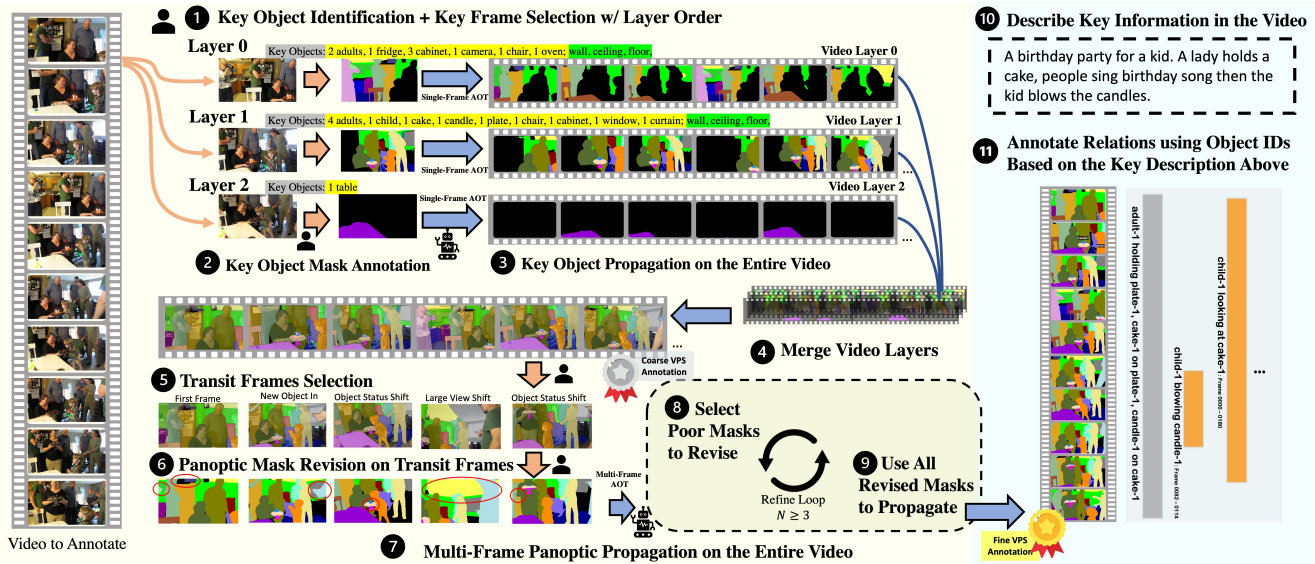 1 Key Object Identification + Key Frame Selection w/ Layer Order
Layer 0
Key Objects: 2 adults, 1 fridge, 3 cabinet, 1 camera, 1 chair, 1 oven; wall, ceiling, floor,
Video Layer 0
Single-Frame AOT
Layer 1
Key Objects: 4 adults, 1 child, 1 cake, 1 candle, 1 plate, 1 chair, 1 cabinet, 1 window, 1 curtain; wall, ceiling, floor,
Video Layer 1
Single-Frame AOT
...
Layer 2
Key Objects: 1 table
Single-Frame AOT
Video Layer 2
...
2 Key Object Mask Annotation
3 Key Object Propagation on the Entire Video
4 Merge Video Layers
...
Coarse VPS
Annotation
5 Transit Frames Selection
First Frame
New Object In
Object Status Shift
Large View Shift
Object Status Shift
6 Panoptic Mask Revision on Transit Frames
Multi-Frame
AOT
7 Multi-Frame Panoptic Propagation on the Entire Video
8 Select
Poor Masks
to Revise
Refine Loop
N ≥ 3
9 Use All
Revised Masks
to Propagate
Fine VPS
Annotation
Video to Annotate
10 Describe Key Information in the Video
A birthday party for a kid. A lady holds a
cake, people sing birthday song then the
kid blows the candles.
11 Annotate Relations using Object IDs
Based on the Key Description Above
adult-1 holding plate-1, cake-1 on plate-1, candle-1 on cake-1
child-1 blowing candle-1: Frame 0082 - 0114
child-1 looking at cake-1: Frame 0000 - 0180
...